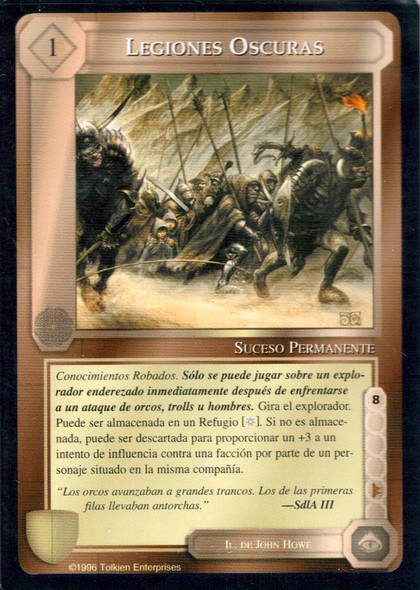 1
LEGIONES OSCURAS
SUCESO PERMANENTE
Conocimientos Robados. Sólo se puede jugar sobre un explo-
rador enderezado inmediatamente después de enfrentarse
a un ataque de orcos, trolls u hombres. Gira el explorador.
Puede ser almacenada en un Refugio [☼]. Si no es almace-
nada, puede ser descartada para proporcionar un +3 a un
intento de influencia contra una facción por parte de un per-
sonaje situado en la misma compañía.
8
“Los orcos avanzaban a grandes trancos. Los de las primeras
filas llevaban antorchas.” —SdlA III
IL. DE JOHN HOWE
©1996 Tolkien Enterprises